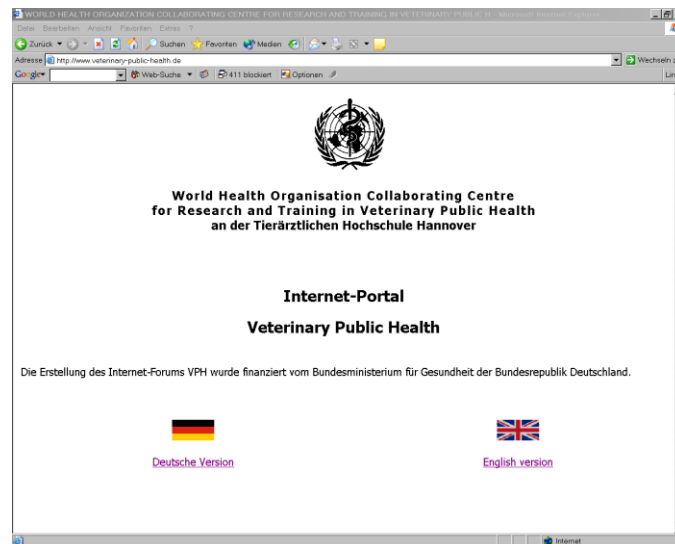 WORLD HEALTH ORGANIZATION COLLABORATING CENTRE FOR RESEARCH AND TRAINING IN VETERINARY PUBLIC H - Microsoft Internet Explorer
Datei Bearbeiten Ansicht Favoriten Extras ?
Zurück Suchen Favoriten Medien
Adresse http://www.veterinary-public-health.de Wechseln z
Google Web-Suche 411 blockiert Optionen Lin
World Health Organisation Collaborating Centre
for Research and Training in Veterinary Public Health
an der Tierärztlichen Hochschule Hannover
Internet-Portal
Veterinary Public Health
Die Erstellung des Internet-Forums VPH wurde finanziert vom Bundesministerium für Gesundheit der Bundesrepublik Deutschland.
Deutsche Version English version
Internet